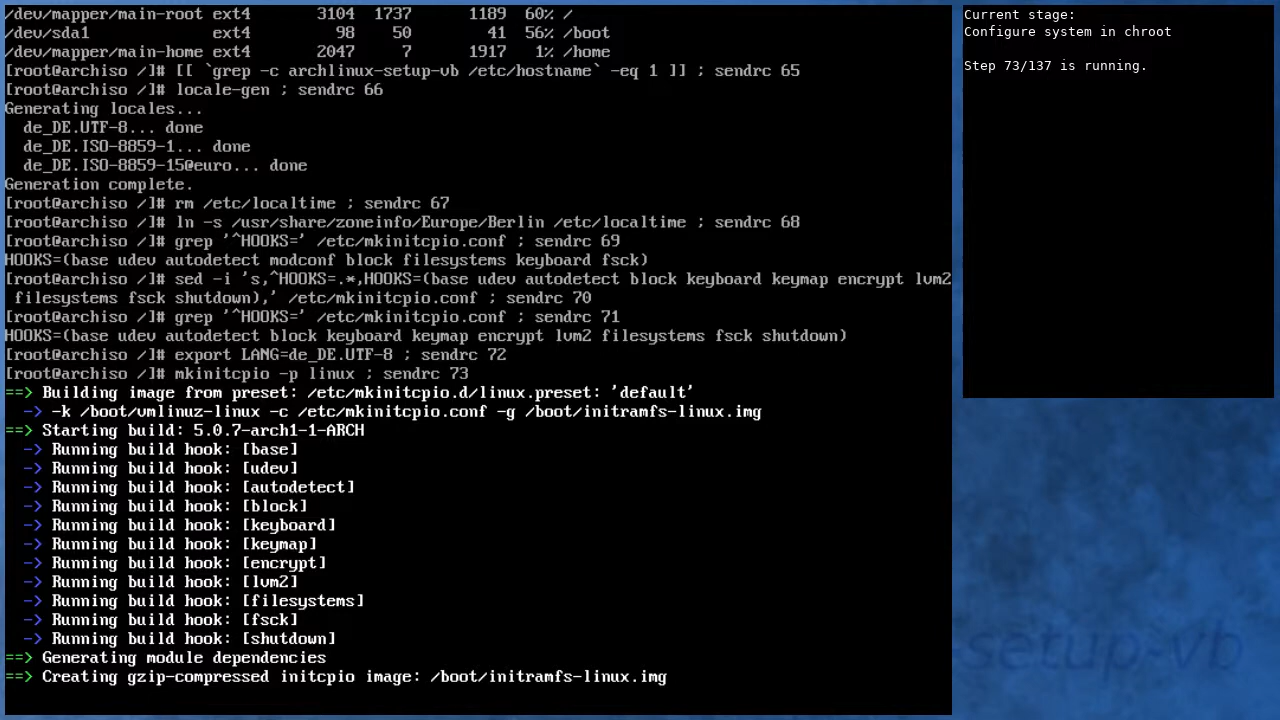 /dev/mapper/main-root ext4       3104  1737      1189  60% /
/dev/sda1             ext4         98    50        41  56% /boot
/dev/mapper/main-home ext4       2047     7      1917   1% /home
[root@archiso /]# [[ `grep -c archlinux-setup-vb /etc/hostname` -eq 1 ]] ; sendrc 65
[root@archiso /]# locale-gen ; sendrc 66
Generating locales...
  de_DE.UTF-8... done
  de_DE.ISO-8859-1... done
  de_DE.ISO-8859-15@euro... done
Generation complete.
[root@archiso /]# rm /etc/localtime ; sendrc 67
[root@archiso /]# ln -s /usr/share/zoneinfo/Europe/Berlin /etc/localtime ; sendrc 68
[root@archiso /]# grep '^HOOKS=' /etc/mkinitcpio.conf ; sendrc 69
HOOKS=(base udev autodetect modconf block filesystems keyboard fsck)
[root@archiso /]# sed -i 's,^HOOKS=.*,HOOKS=(base udev autodetect block keyboard keymap encrypt lvm2
 filesystems fsck shutdown),' /etc/mkinitcpio.conf ; sendrc 70
[root@archiso /]# grep '^HOOKS=' /etc/mkinitcpio.conf ; sendrc 71
HOOKS=(base udev autodetect block keyboard keymap encrypt lvm2 filesystems fsck shutdown)
[root@archiso /]# export LANG=de_DE.UTF-8 ; sendrc 72
[root@archiso /]# mkinitcpio -p linux ; sendrc 73
==> Building image from preset: /etc/mkinitcpio.d/linux.preset: 'default'
  -> -k /boot/vmlinuz-linux -c /etc/mkinitcpio.conf -g /boot/initramfs-linux.img
==> Starting build: 5.0.7-arch1-1-ARCH
  -> Running build hook: [base]
  -> Running build hook: [udev]
  -> Running build hook: [autodetect]
  -> Running build hook: [block]
  -> Running build hook: [keyboard]
  -> Running build hook: [keymap]
  -> Running build hook: [encrypt]
  -> Running build hook: [lvm2]
  -> Running build hook: [filesystems]
  -> Running build hook: [fsck]
  -> Running build hook: [shutdown]
==> Generating module dependencies
==> Creating gzip-compressed initcpio image: /boot/initramfs-linux.img
Current stage:
Configure system in chroot
Step 73/137 is running.
setup-vb